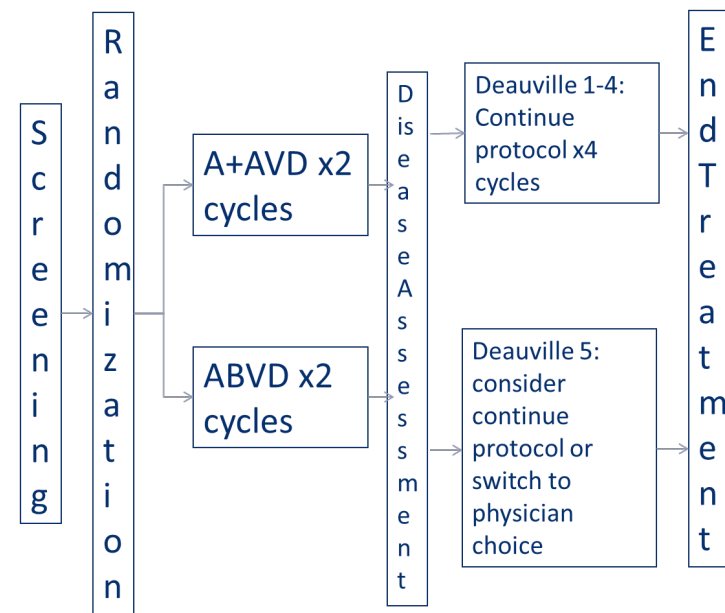 Screening
Randomization
A+AVD x2
cycles
ABVD x2
cycles
DiseaseAssessment
Deauville 1-4:
Continue
protocol x4
cycles
Deauville 5:
consider
continue
protocol or
switch to
physician
choice
EndTreatment